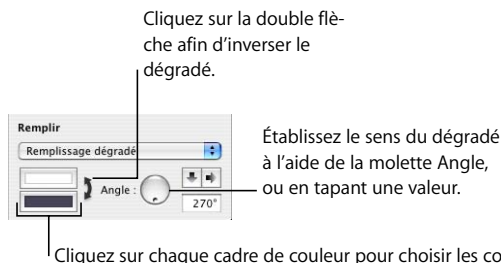 Cliquez sur la double flè-
che afin d’inverser le
dégradé.
Remplir
Remplissage dégradé
Angle :
270°
Établissez le sens du dégradé
à l’aide de la molette Angle,
ou en tapant une valeur.
Cliquez sur chaque cadre de couleur pour choisir les co